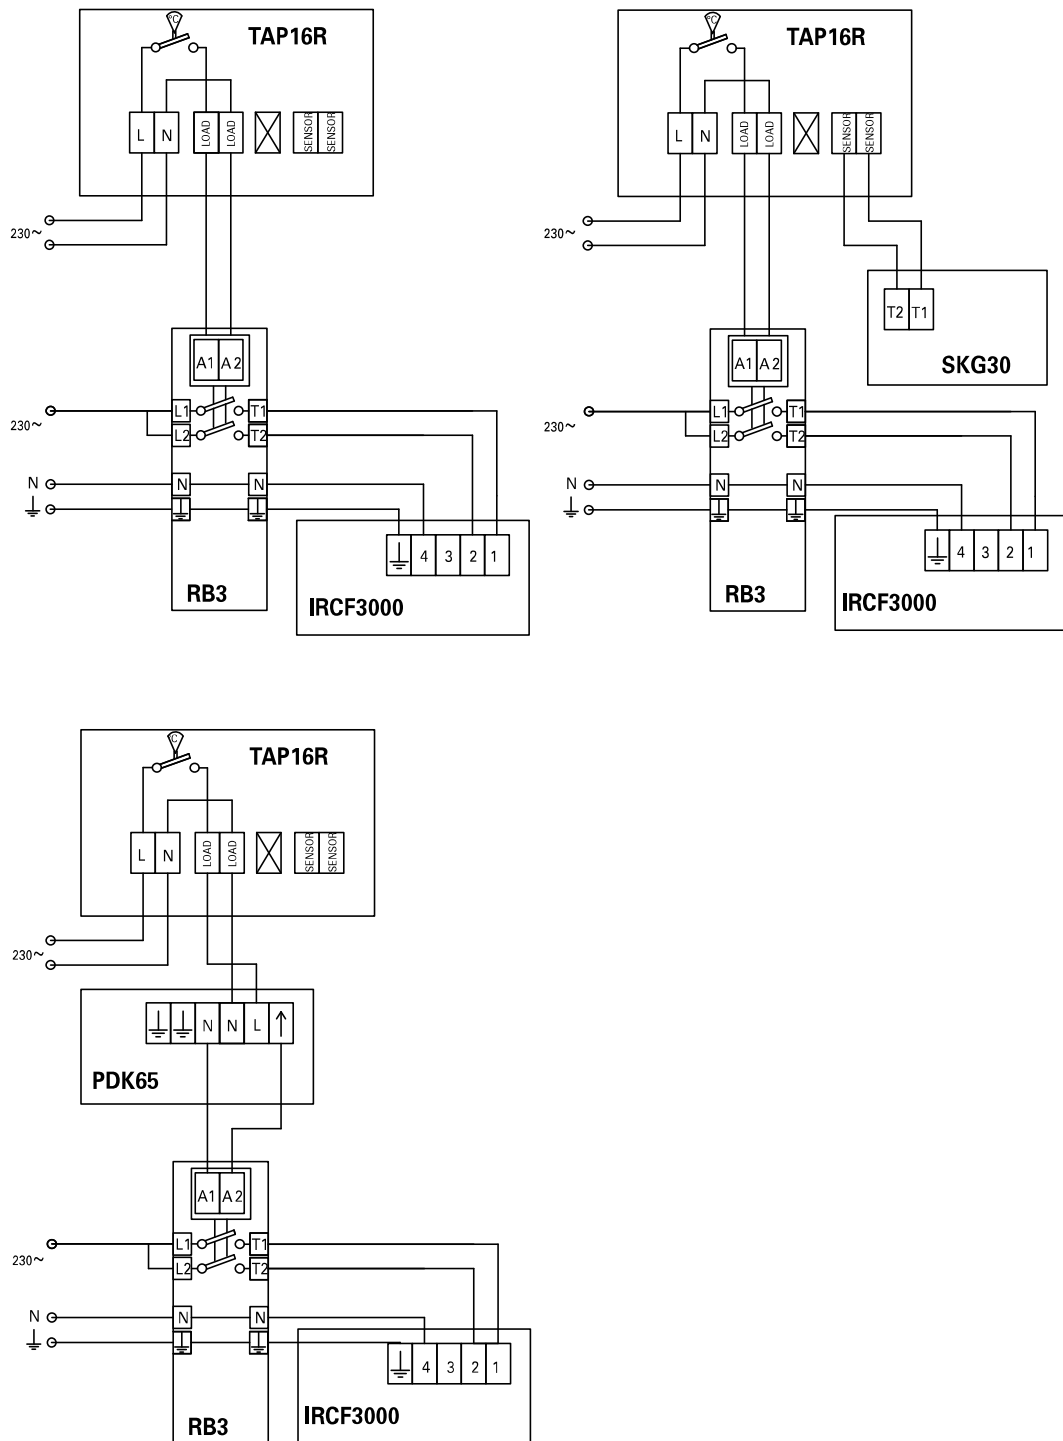 °C
TAP16R
L N LOAD LOAD SENSOR SENSOR
230~
A1 A2
L1 T1
230~
L2 T2
N N N
4 3 2 1
RB3
IRCF3000
°C
TAP16R
L N LOAD LOAD SENSOR SENSOR
230~
T2 T1
SKG30
A1 A2
L1 T1
230~
L2 T2
N N N
4 3 2 1
RB3
IRCF3000
°C
TAP16R
L N LOAD LOAD SENSOR SENSOR
230~
N N L ↑
PDK65
A1 A2
L1 T1
230~
L2 T2
N N N
4 3 2 1
RB3
IRCF3000